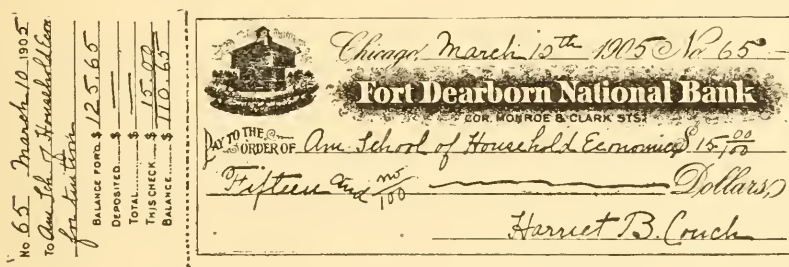 No 65 March 10 1905
To Am Sch of Household Econ
for tuition
BALANCE FORD $ 125.65
DEPOSITED $ —
TOTAL $ —
THIS CHECK $ 15.00
BALANCE $ 110.65
Chicago, March 10th 1905 No 65
Fort Dearborn National Bank
COR. MONROE & CLARK STS.
PAY TO THE ORDER OF Am. School of Household Economics $ 15 00/100
Fifteen and no/100 Dollars
Harriet B. Couch